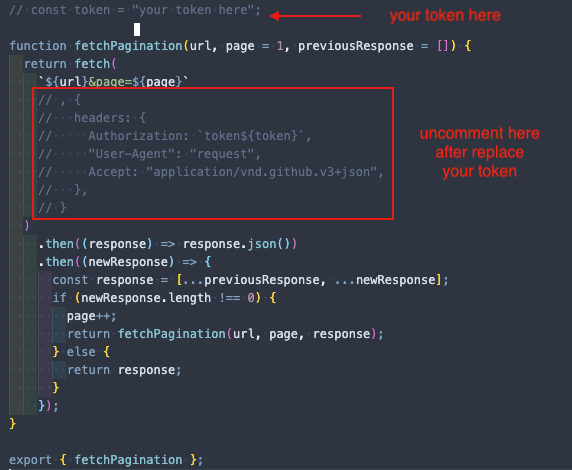 // const token = "your token here";
your token here
function fetchPagination(url, page = 1, previousResponse = []) {
return fetch(
`${url}&page=${page}`
// , {
//   headers: {
//     Authorization: `token${token}`,
//     "User-Agent": "request",
//     Accept: "application/vnd.github.v3+json",
//   },
// }
uncomment here
after replace
your token
)
.then((response) => response.json())
.then((newResponse) => {
const response = [...previousResponse, ...newResponse];
if (newResponse.length !== 0) {
page++;
return fetchPagination(url, page, response);
} else {
return response;
}
});
}
export { fetchPagination };